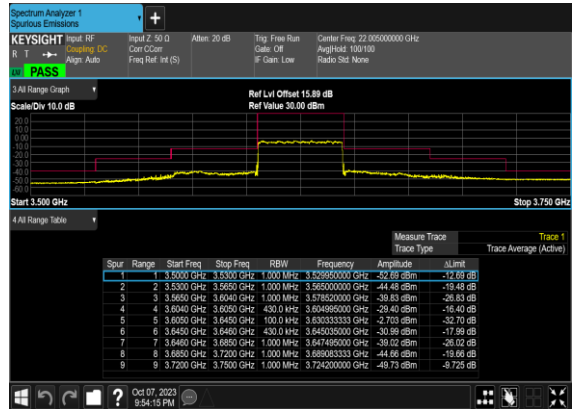 Spectrum Analyzer 1
Spurious Emissions
KEYSIGHT Input: RF Input Z: 50 Ω Atten: 20 dB Trig: Free Run Center Freq: 22.005000000 GHz
R T Coupling: DC Corr CCorr Gate: Off Avg|Hold: 100/100
Align: Auto Freq Ref: Int (S) IF Gain: Low Radio Std: None
PASS
3 All Range Graph
Ref Lvl Offset 15.89 dB
Scale/Div 10.0 dB Ref Value 30.00 dBm
20.0
10.0
0.00
-10.0
-20.0
-30.0
-40.0
-50.0
-60.0
Start 3.500 GHz Stop 3.750 GHz
4 All Range Table
Measure Trace Trace 1
Trace Type Trace Average (Active)
Spur Range Start Freq Stop Freq RBW Frequency Amplitude ΔLimit
1 1 3.5000 GHz 3.5300 GHz 1.000 MHz 3.529950000 GHz -52.69 dBm -12.69 dB
2 2 3.5300 GHz 3.5650 GHz 1.000 MHz 3.565000000 GHz -44.48 dBm -19.48 dB
3 3 3.5650 GHz 3.6040 GHz 1.000 MHz 3.578520000 GHz -39.83 dBm -26.83 dB
4 4 3.6040 GHz 3.6050 GHz 430.0 kHz 3.604995000 GHz -29.40 dBm -16.40 dB
5 5 3.6050 GHz 3.6450 GHz 100.0 kHz 3.630333333 GHz -2.703 dBm -32.70 dB
6 6 3.6450 GHz 3.6460 GHz 430.0 kHz 3.645035000 GHz -30.99 dBm -17.99 dB
7 7 3.6460 GHz 3.6850 GHz 1.000 MHz 3.647495000 GHz -39.02 dBm -26.02 dB
8 8 3.6850 GHz 3.7200 GHz 1.000 MHz 3.689083333 GHz -44.66 dBm -19.66 dB
9 9 3.7200 GHz 3.7500 GHz 1.000 MHz 3.724200000 GHz -49.73 dBm -9.725 dB
Oct 07, 2023
9:54:15 PM